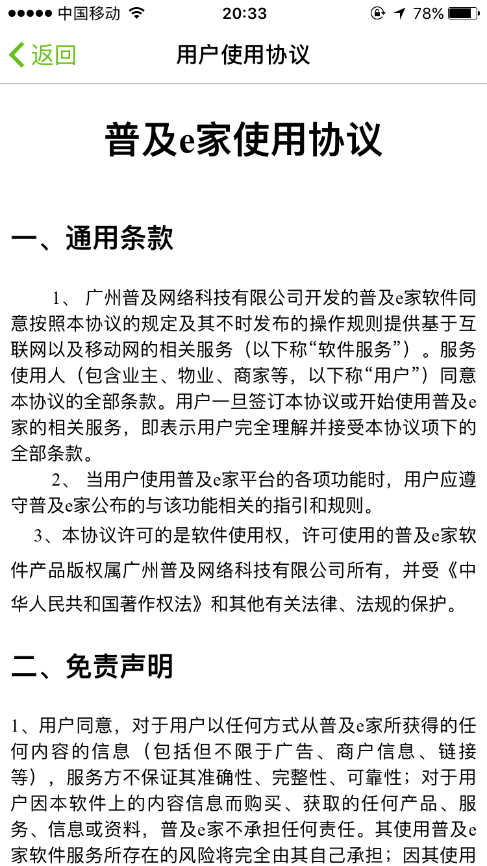 中国移动 20:33 78%
返回 用户使用协议
普及e家使用协议
一、通用条款
1、 广州普及网络科技有限公司开发的普及e家软件同
意按照本协议的规定及其不时发布的操作规则提供基于互
联网以及移动网的相关服务（以下称“软件服务”）。服务
使用人（包含业主、物业、商家等，以下称“用户”）同意
本协议的全部条款。用户一旦签订本协议或开始使用普及e
家的相关服务，即表示用户完全理解并接受本协议项下的
全部条款。
2、 当用户使用普及e家平台的各项功能时，用户应遵
守普及e家公布的与该功能相关的指引和规则。
3、本协议许可的是软件使用权，许可使用的普及e家软
件产品版权属广州普及网络科技有限公司所有，并受《中
华人民共和国著作权法》和其他有关法律、法规的保护。
二、免责声明
1、用户同意，对于用户以任何方式从普及e家所获得的任
何内容的信息（包括但不限于广告、商户信息、链接
等），服务方不保证其准确性、完整性、可靠性；对于用
户因本软件上的内容信息而购买、获取的任何产品、服
务、信息或资料，普及e家不承担任何责任。其使用普及e
家软件服务所存在的风险将完全由其自己承担；因其使用